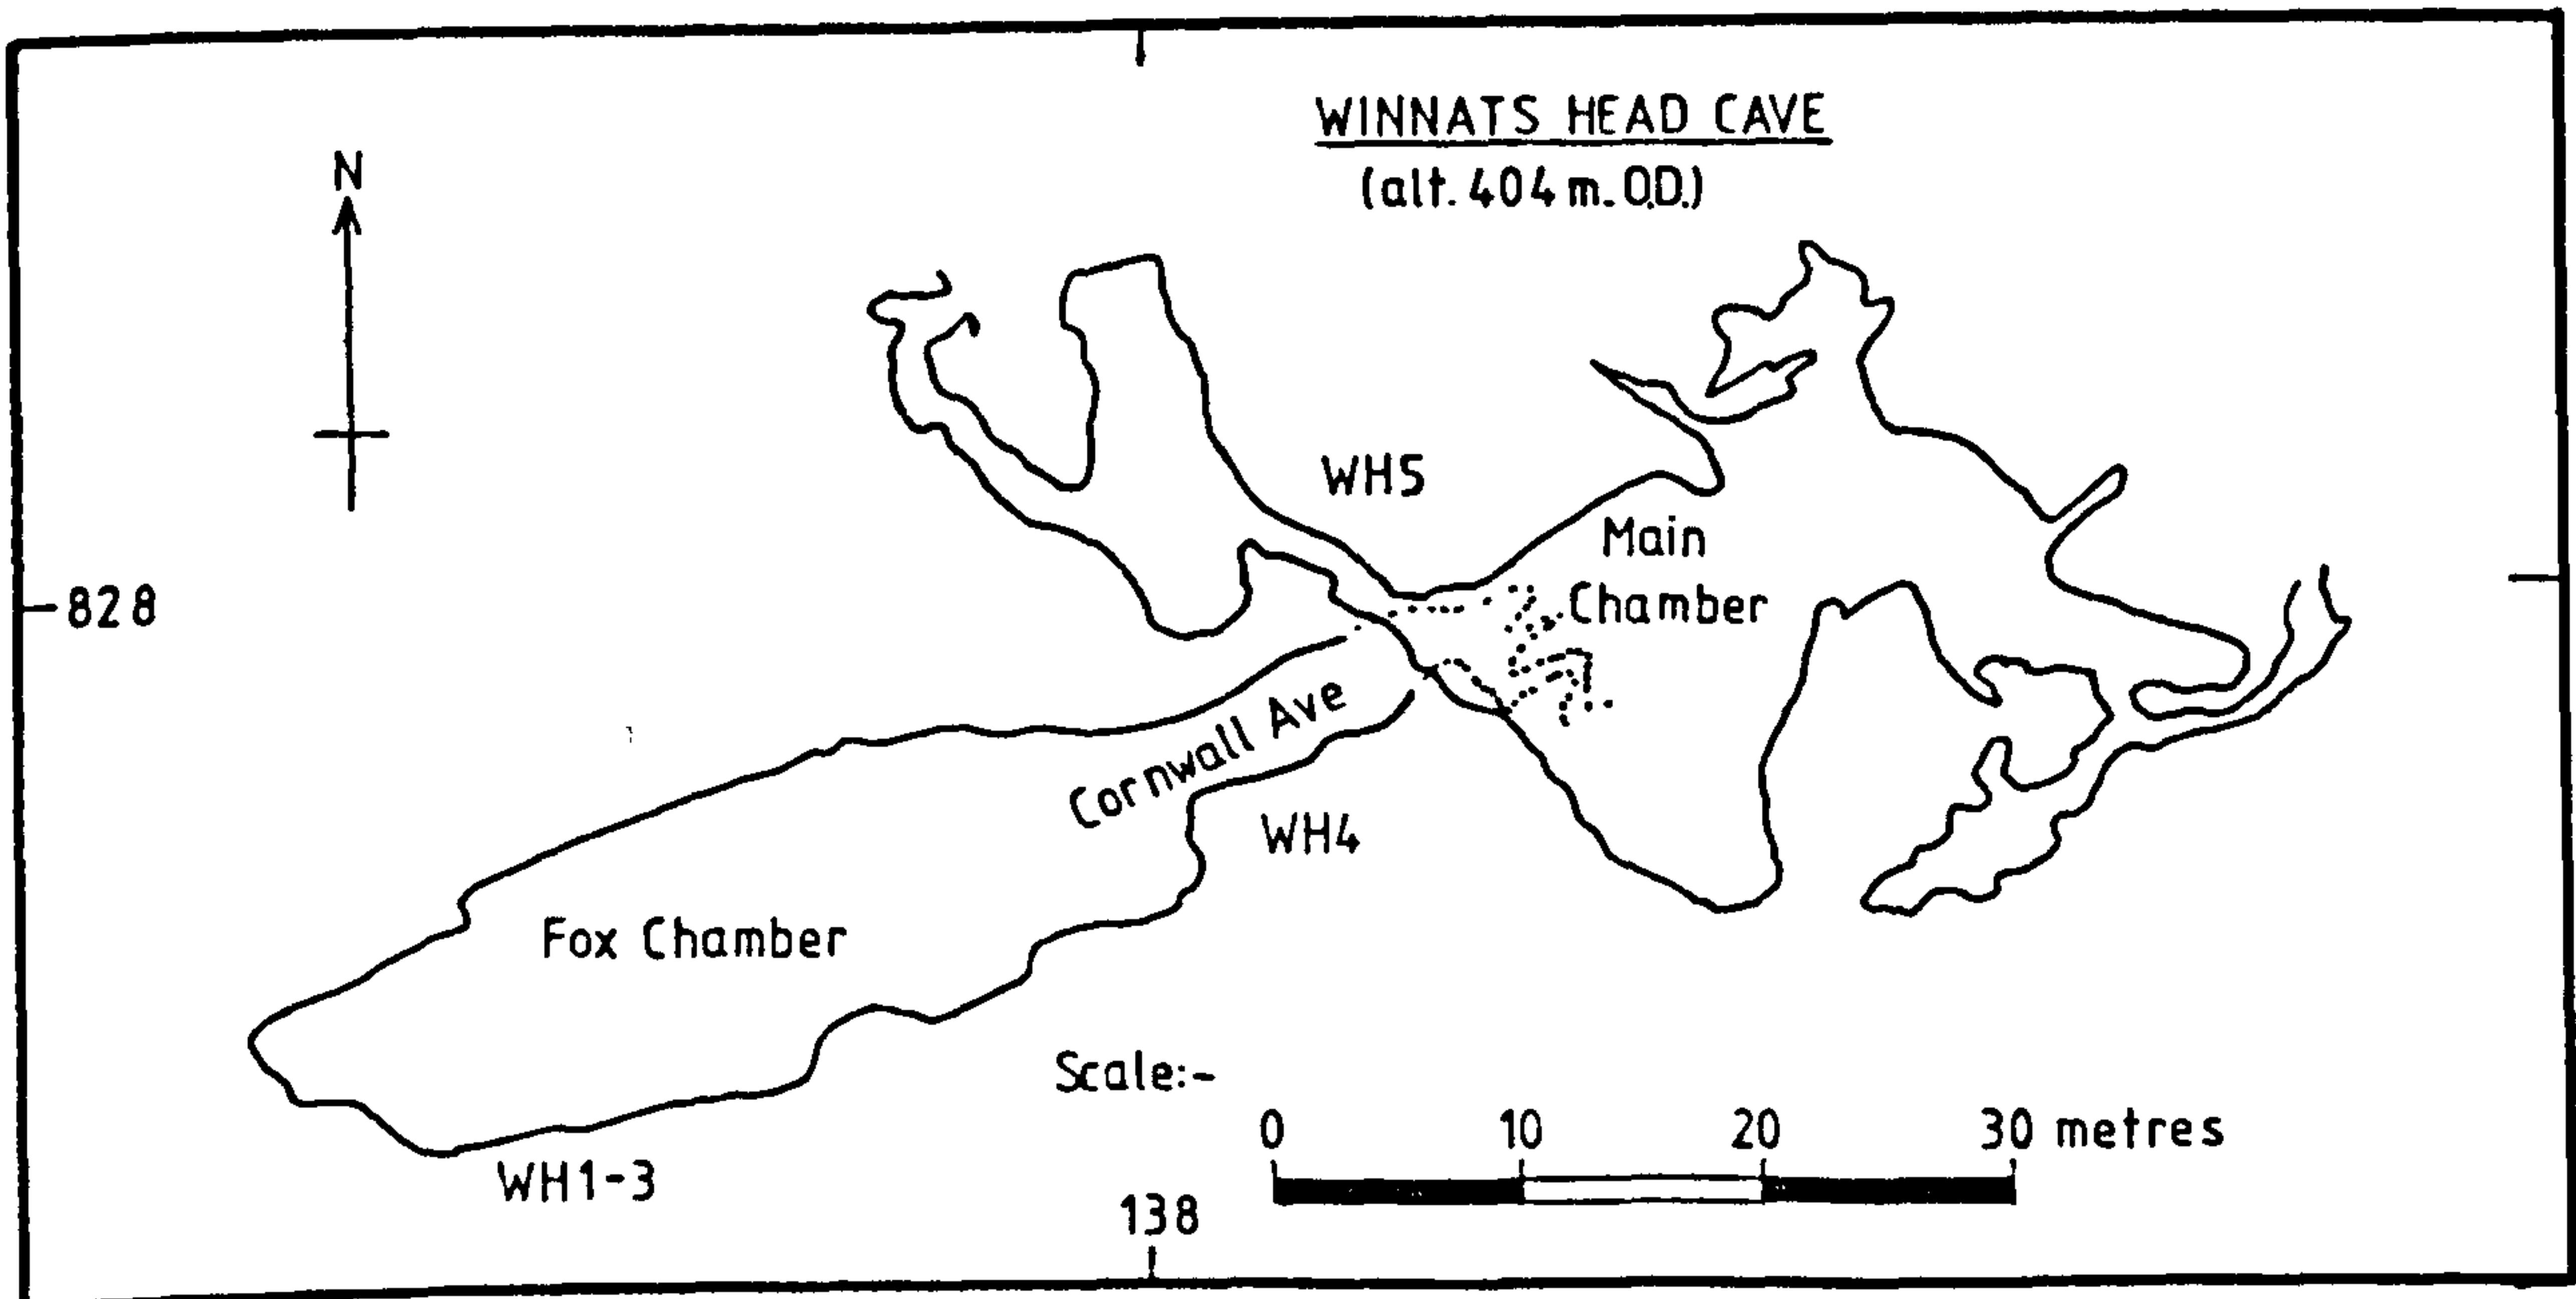 WINNATS HEAD CAVE
(alt. 404 m. O.D.)
N
WH5
Main
Chamber
828
Cornwall Ave
WH4
Fox Chamber
Scale:-
0 10 20 30 metres
WH1-3
138